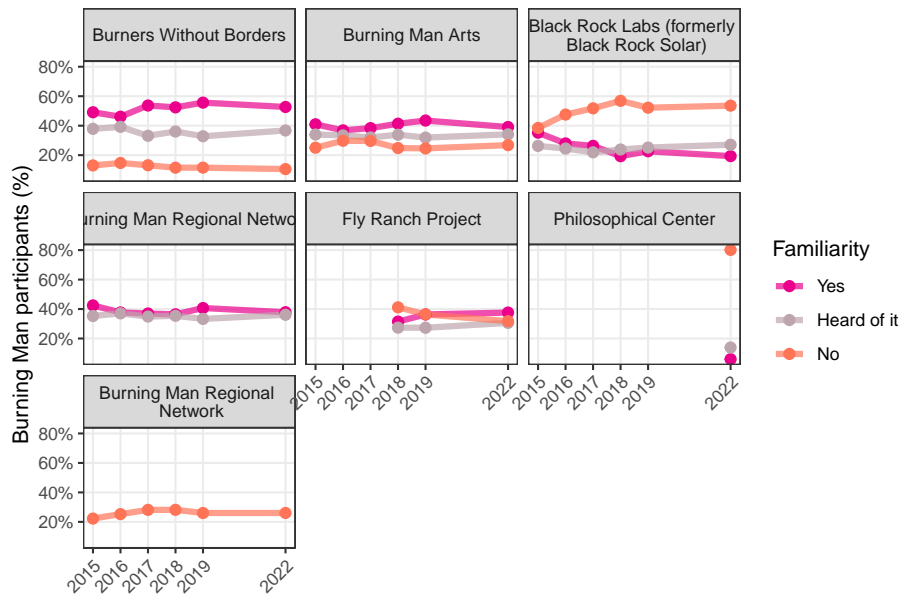 Burners Without Borders
Burning Man Arts
Black Rock Labs (formerly
Black Rock Solar)
80%
60%
40%
20%
urning Man Regional Netwo
Fly Ranch Project
Philosophical Center
80%
60%
40%
20%
2015
2016
2017
2018
2019
2022
2015
2016
2017
2018
2019
2022
Burning Man Regional
Network
80%
60%
40%
20%
2015
2016
2017
2018
2019
2022
Burning Man participants (%)
Familiarity
Yes
Heard of it
No